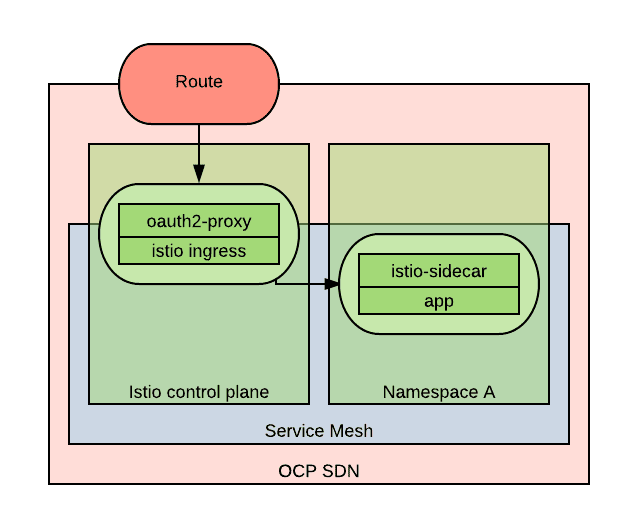 Route
oauth2-proxy
istio ingress
istio-sidecar
app
Istio control plane
Namespace A
Service Mesh
OCP SDN